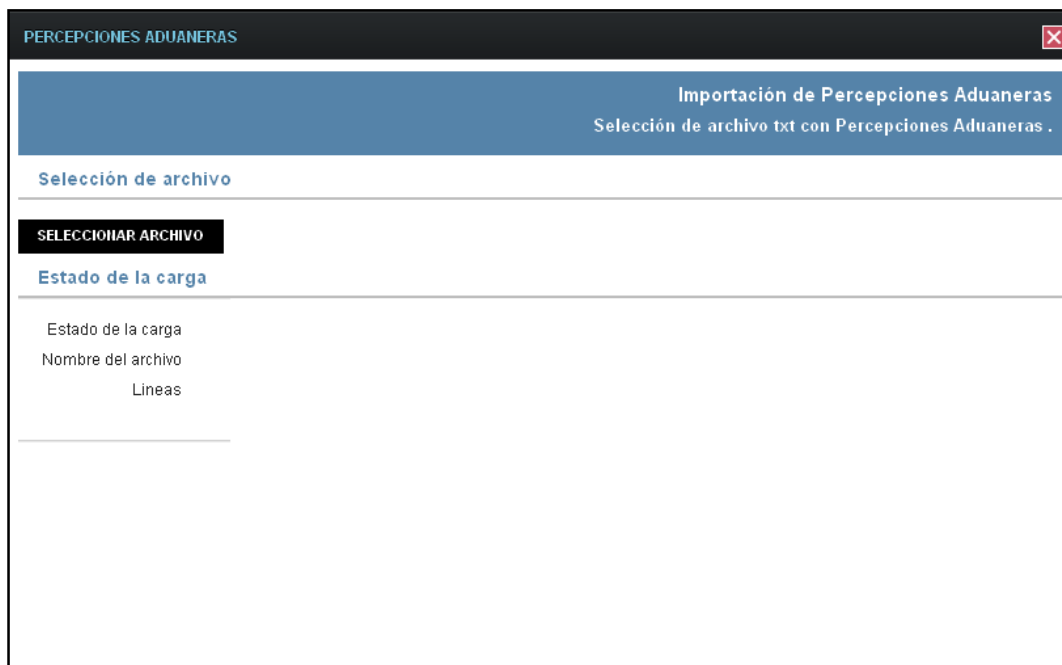 PERCEPCIONES ADUANERAS
Importación de Percepciones Aduaneras
Selección de archivo txt con Percepciones Aduaneras .
Selección de archivo
SELECCIONAR ARCHIVO
Estado de la carga
Estado de la carga
Nombre del archivo
Lineas